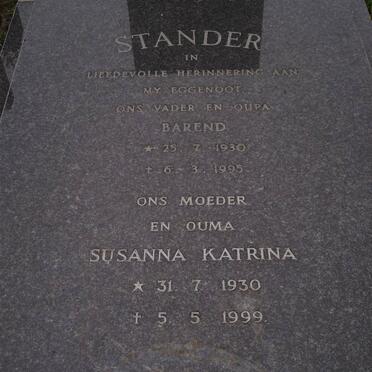 STANDER
IN
LIEFDEVOLLE HERINNERING AAN
MY EGGENOOT
ONS VADER EN OUPA
BAREND
★ 25. 7. 1930
† 6. 3. 1995
ONS MOEDER
EN OUMA
SUSANNA KATRINA
★ 31. 7. 1930
† 5. 5. 1999.